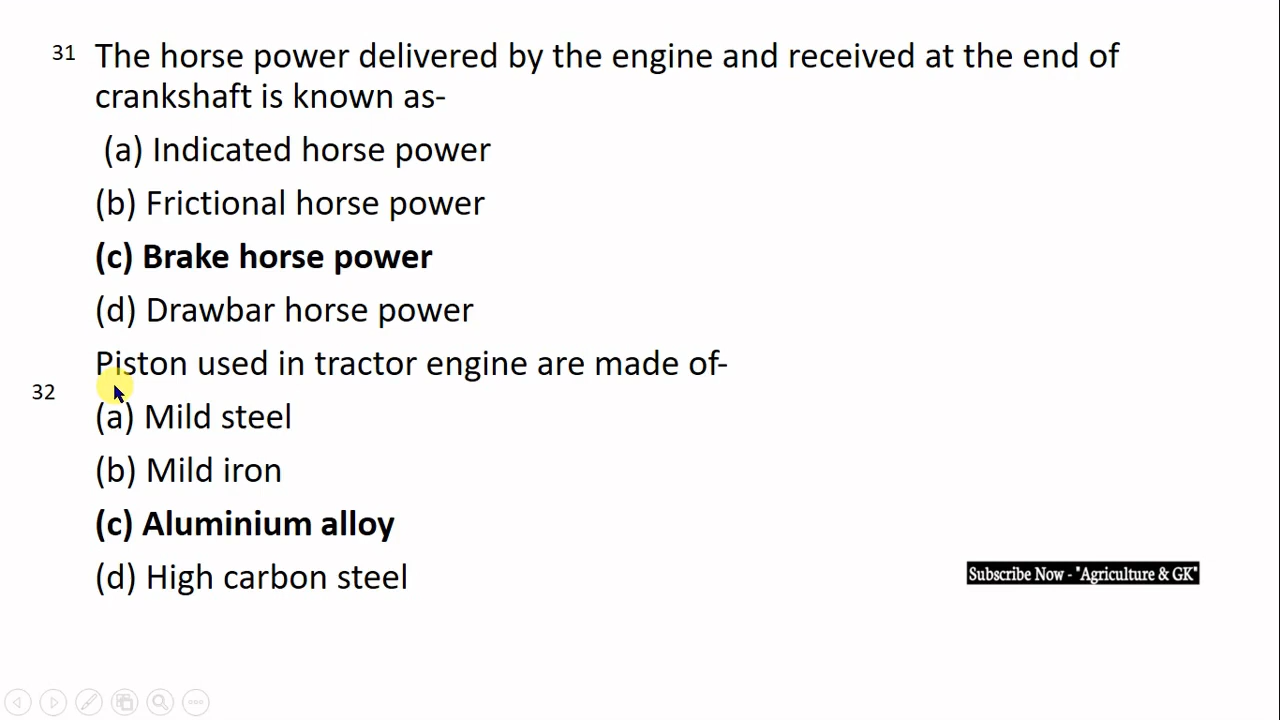 31 The horse power delivered by the engine and received at the end of
crankshaft is known as-
(a) Indicated horse power
(b) Frictional horse power
(c) Brake horse power
(d) Drawbar horse power
Piston used in tractor engine are made of-
32
(a) Mild steel
(b) Mild iron
(c) Aluminium alloy
(d) High carbon steel
Subscribe Now - "Agriculture & GK"